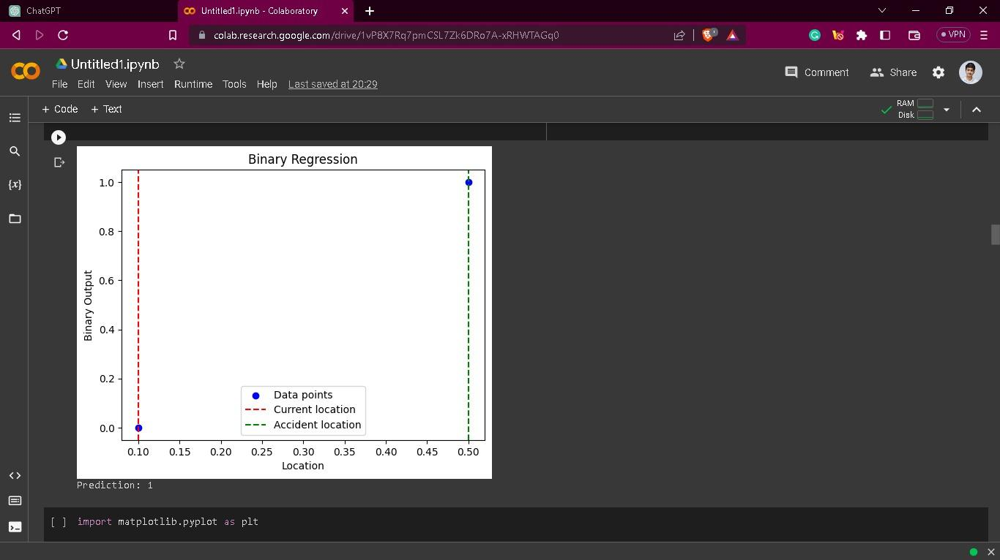 ChatGPT
Untitled1.ipynb - Colaboratory
colab.research.google.com/drive/1vP8X7Rq7pmCSL7Zk6DRo7A-xRHWTAGq0
VPN
Untitled1.ipynb
File Edit View Insert Runtime Tools Help Last saved at 20:29
Comment Share
+ Code + Text
RAM
Disk
{x}
Binary Regression
1.0
0.8
0.6
0.4
0.2
0.0
Binary Output
Data points
Current location
Accident location
0.10 0.15 0.20 0.25 0.30 0.35 0.40 0.45 0.50
Location
Prediction: 1
[ ] import matplotlib.pyplot as plt